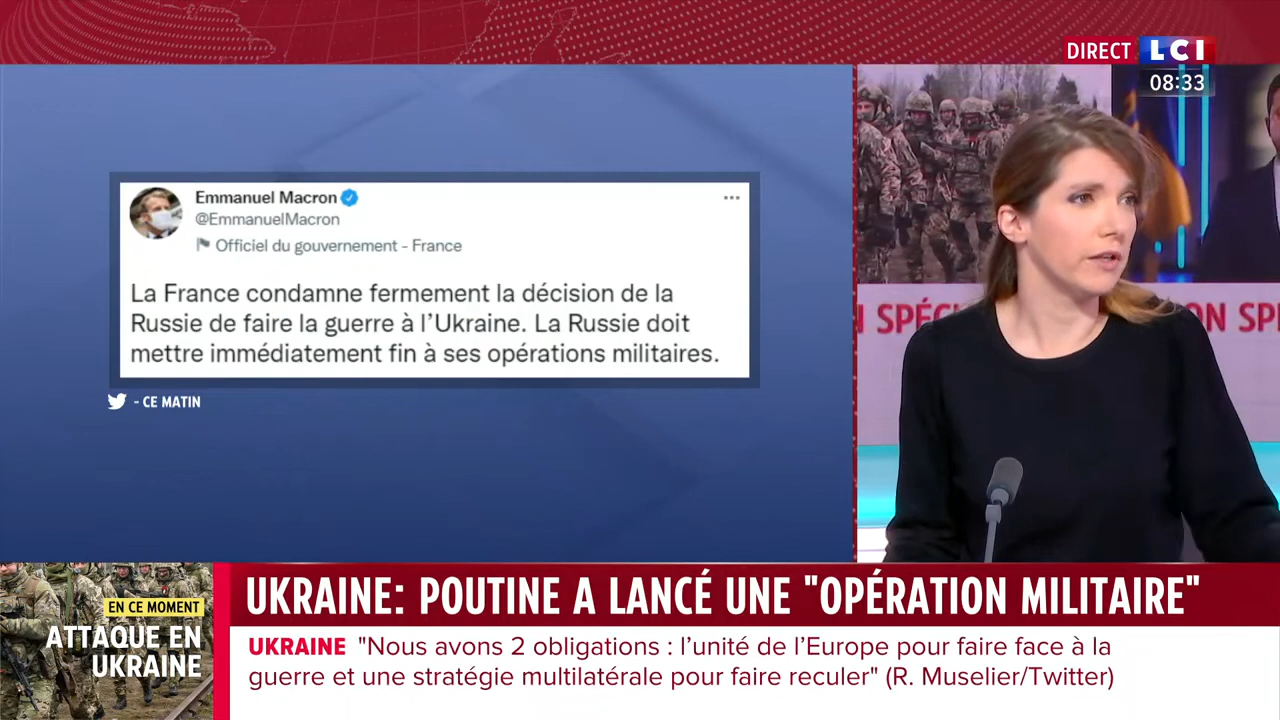 DIRECT LCI
08:33
Emmanuel Macron
@EmmanuelMacron
Officiel du gouvernement - France
La France condamne fermement la décision de la
Russie de faire la guerre à l’Ukraine. La Russie doit
mettre immédiatement fin à ses opérations militaires.
- CE MATIN
N SPÉCI
ON SPÉ
EN CE MOMENT
ATTAQUE EN
UKRAINE
UKRAINE: POUTINE A LANCÉ UNE "OPÉRATION MILITAIRE"
UKRAINE "Nous avons 2 obligations : l’unité de l’Europe pour faire face à la
guerre et une stratégie multilatérale pour faire reculer" (R. Muselier/Twitter)